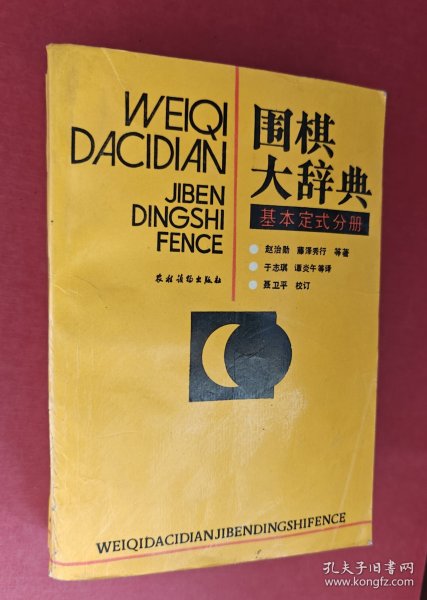 WEIQI
DACIDIAN
JIBEN
DINGSHI
FENCE
围棋
大辞典
基本定式分册
赵治勋 藤泽秀行 等著
于志琪 谭炎午等译
聂卫平 校订
农村读物出版社
WEIQIDACIDIANJIBENDINGSHIFENCE
孔夫子旧书网
www.kongfz.com